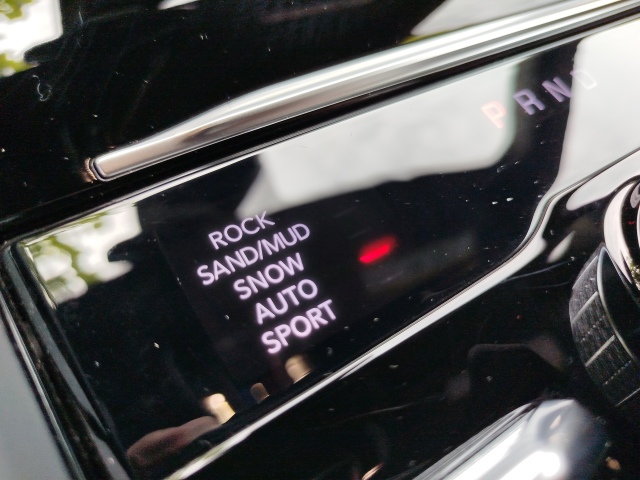 P R N D
ROCK
SAND/MUD
SNOW
AUTO
SPORT